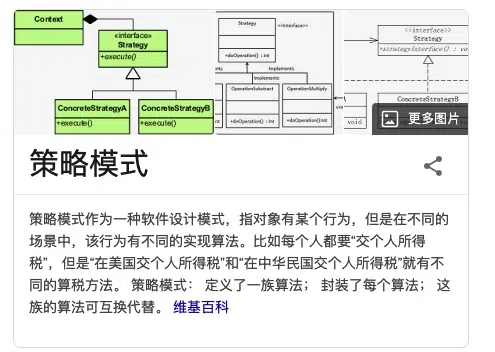 Context
«interface»
Strategy
+execute()
ConcreteStrategyA
+execute()
ConcreteStrategyB
+execute()
Strategy
<<Interface>>
+doOperation() : int
Implements
Implements
OperationSubstract
OperationMultiply
+doOperation() : int
+doOperation() : int
<<interface>>
Strategy
+strategyInterface() : vo
ConcreteStrategyB
void
更多图片
策略模式
策略模式作为一种软件设计模式，指对象有某个行为，但是在不同的
场景中，该行为有不同的实现算法。比如每个人都要“交个人所得
税”，但是“在美国交个人所得税”和“在中华民国交个人所得税”就有不
同的算税方法。 策略模式： 定义了一族算法； 封装了每个算法； 这
族的算法可互换代替。 维基百科